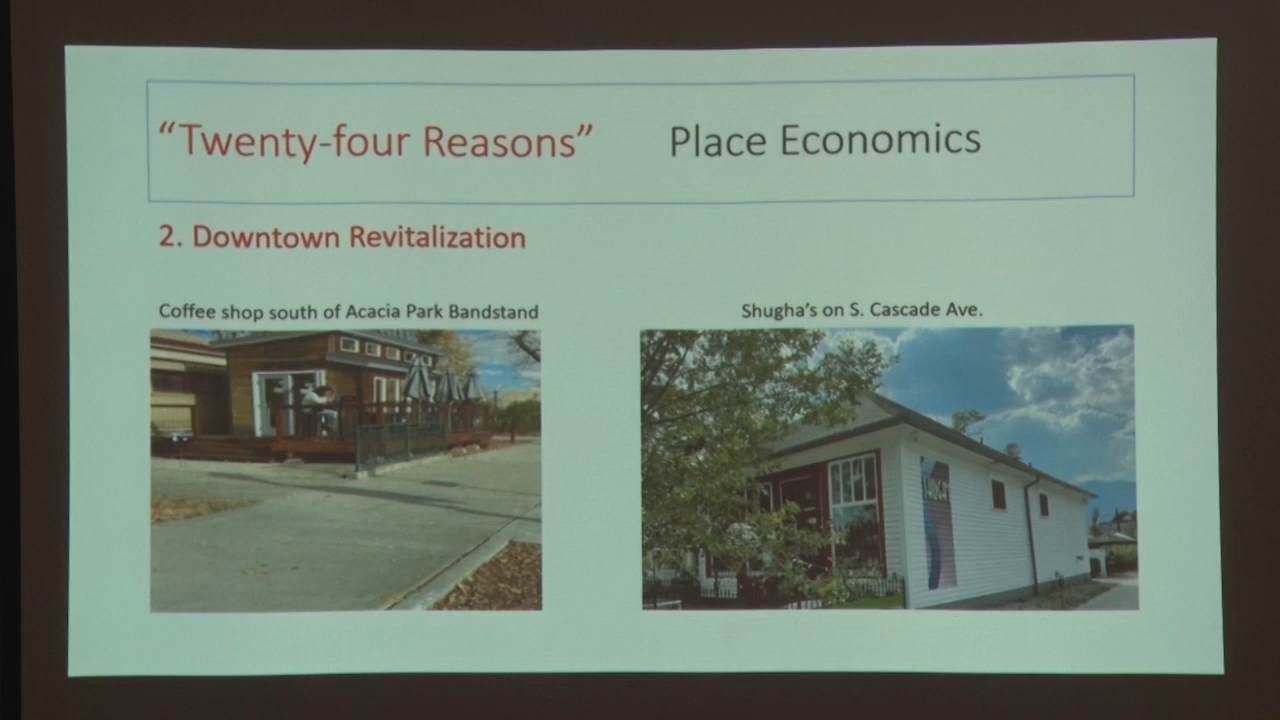 “Twenty-four Reasons” Place Economics
2. Downtown Revitalization
Coffee shop south of Acacia Park Bandstand
Shugha’s on S. Cascade Ave.